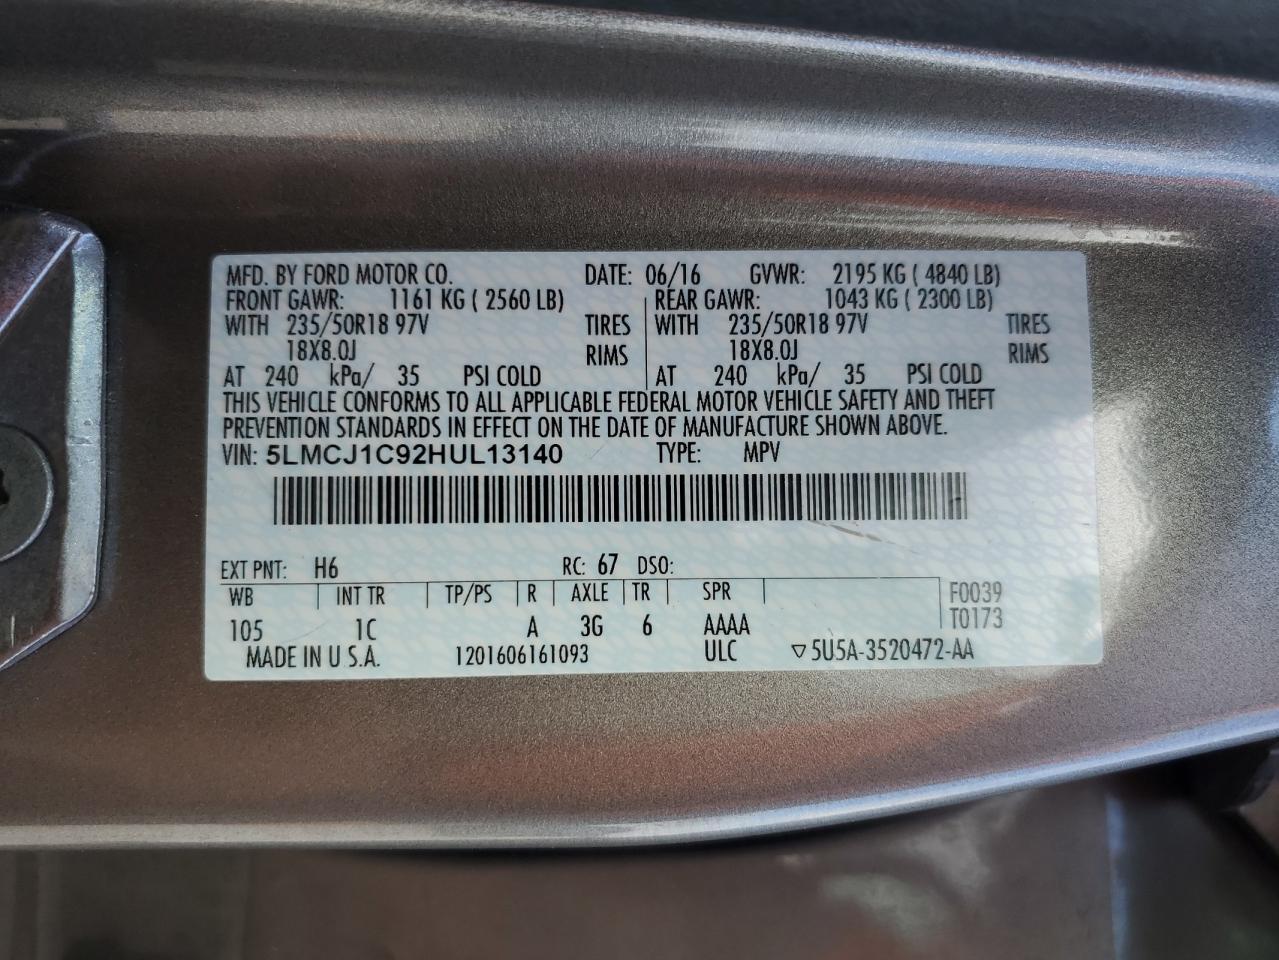 MFD. BY FORD MOTOR CO. DATE: 06/16 GVWR: 2195 KG ( 4840 LB)
FRONT GAWR: 1161 KG ( 2560 LB) REAR GAWR: 1043 KG ( 2300 LB)
WITH 235/50R18 97V TIRES WITH 235/50R18 97V TIRES
18X8.0J RIMS 18X8.0J RIMS
AT 240 kPa/ 35 PSI COLD AT 240 kPa/ 35 PSI COLD
THIS VEHICLE CONFORMS TO ALL APPLICABLE FEDERAL MOTOR VEHICLE SAFETY AND THEFT
PREVENTION STANDARDS IN EFFECT ON THE DATE OF MANUFACTURE SHOWN ABOVE.
VIN: 5LMCJ1C92HUL13140 TYPE: MPV
EXT PNT: H6 RC: 67 DSO:
WB INT TR TP/PS R AXLE TR SPR F0039
105 1C A 3G 6 AAAA T0173
MADE IN U.S.A. 1201606161093 ULC ▽5U5A-3520472-AA